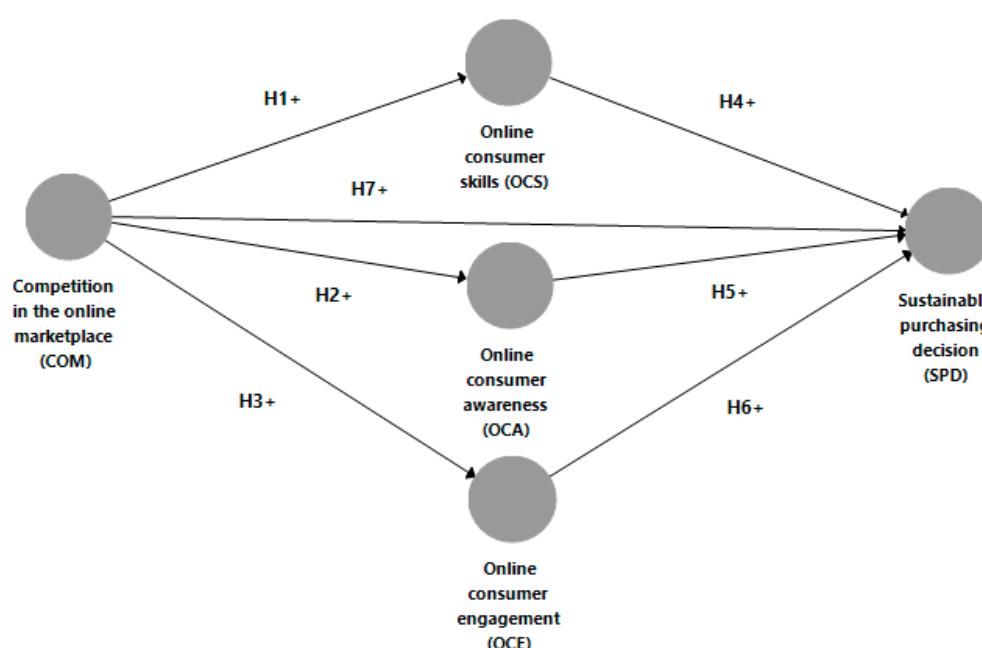 H1+
H4+
Online
consumer
skills (OCS)
H7+
Competition
in the online
marketplace
(COM)
H2+
H5+
Sustainabl
purchasing
decision
(SPD)
Online
consumer
awareness
(OCA)
H3+
H6+
Online
consumer
engagement
(OCE)